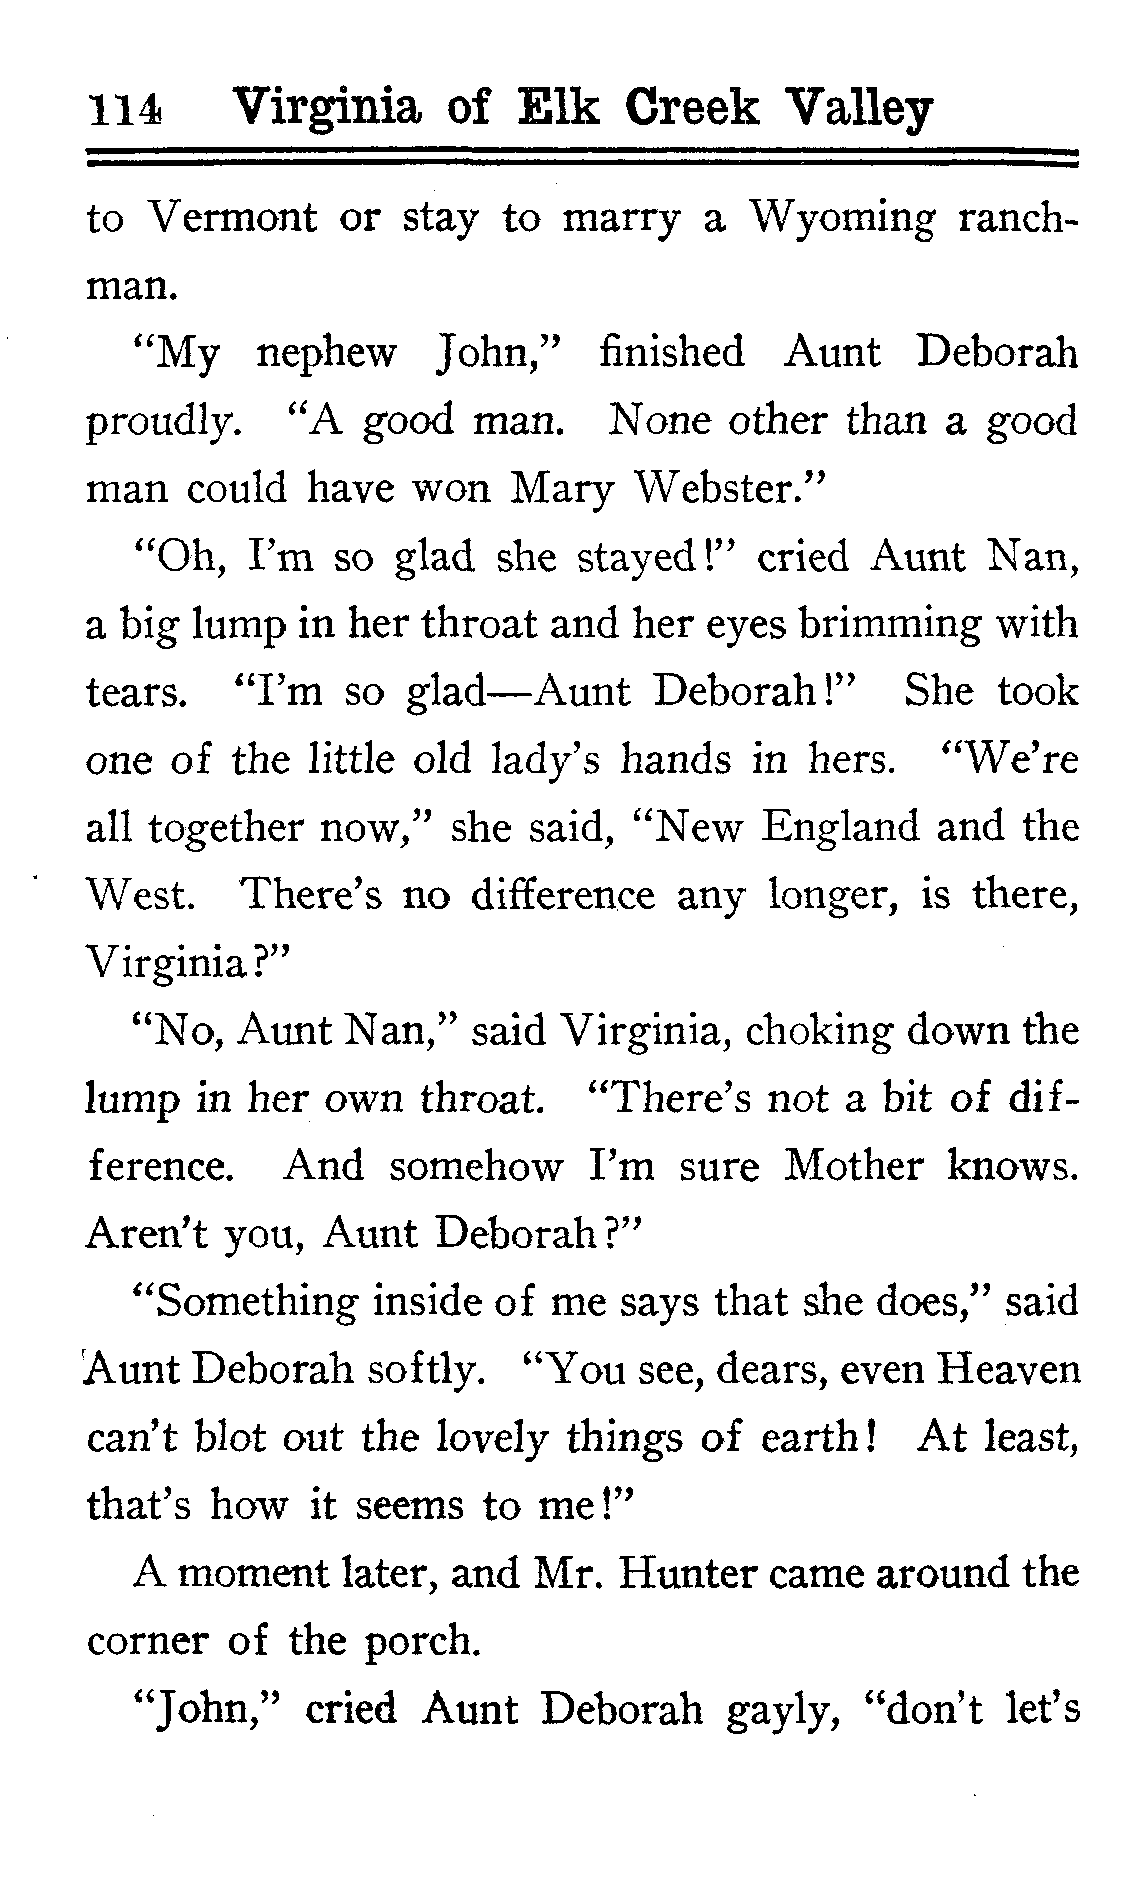 114 Virginia of Elk Creek Valley
to Vermont or stay to marry a Wyoming ranch-
man.
“My nephew John,” finished Aunt Deborah
proudly. “A good man. None other than a good
man could have won Mary Webster.”
“Oh, I’m so glad she stayed!” cried Aunt Nan,
a big lump in her throat and her eyes brimming with
tears. “I’m so glad—Aunt Deborah!” She took
one of the little old lady’s hands in hers. “We’re
all together now,” she said, “New England and the
West. There’s no difference any longer, is there,
Virginia?”
“No, Aunt Nan,” said Virginia, choking down the
lump in her own throat. “There’s not a bit of dif-
ference. And somehow I’m sure Mother knows.
Aren’t you, Aunt Deborah?”
“Something inside of me says that she does,” said
Aunt Deborah softly. “You see, dears, even Heaven
can’t blot out the lovely things of earth! At least,
that’s how it seems to me!”
A moment later, and Mr. Hunter came around the
corner of the porch.
“John,” cried Aunt Deborah gayly, “don’t let’s